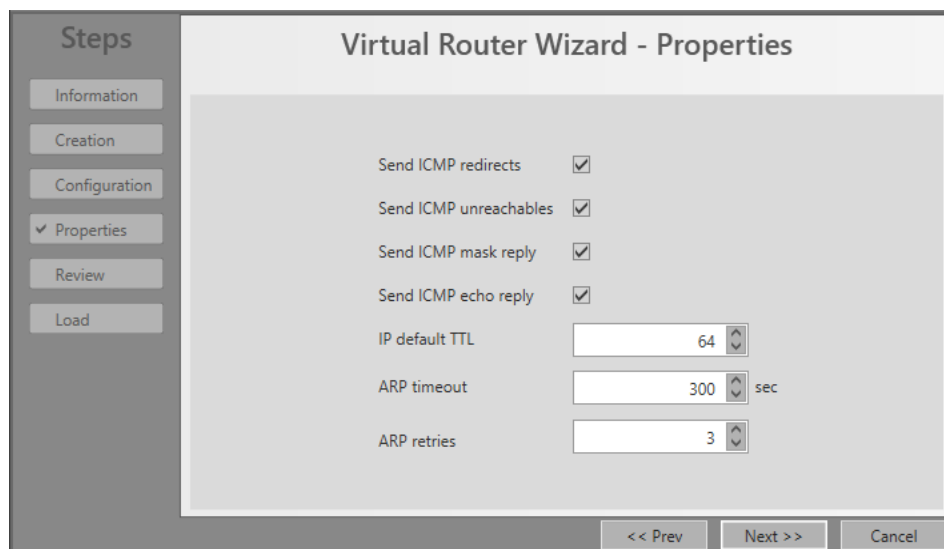 Steps
Information
Creation
Configuration
Properties
Review
Load
Virtual Router Wizard - Properties
Send ICMP redirects
Send ICMP unreachables
Send ICMP mask reply
Send ICMP echo reply
IP default TTL 64
ARP timeout 300 sec
ARP retries 3
<< Prev Next >> Cancel